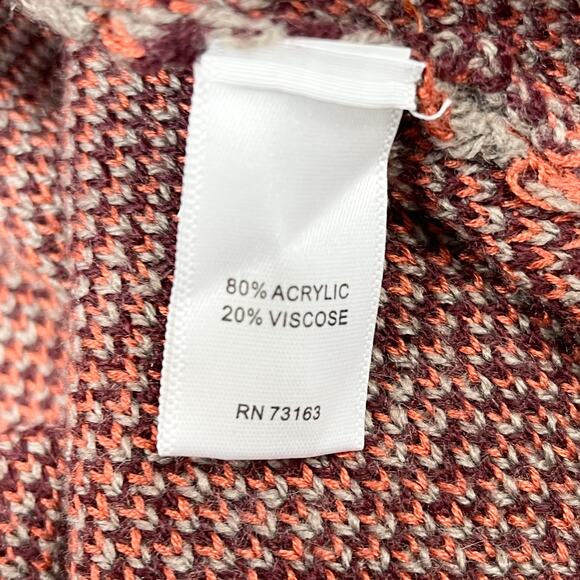 80% ACRYLIC
20% VISCOSE
RN 73163